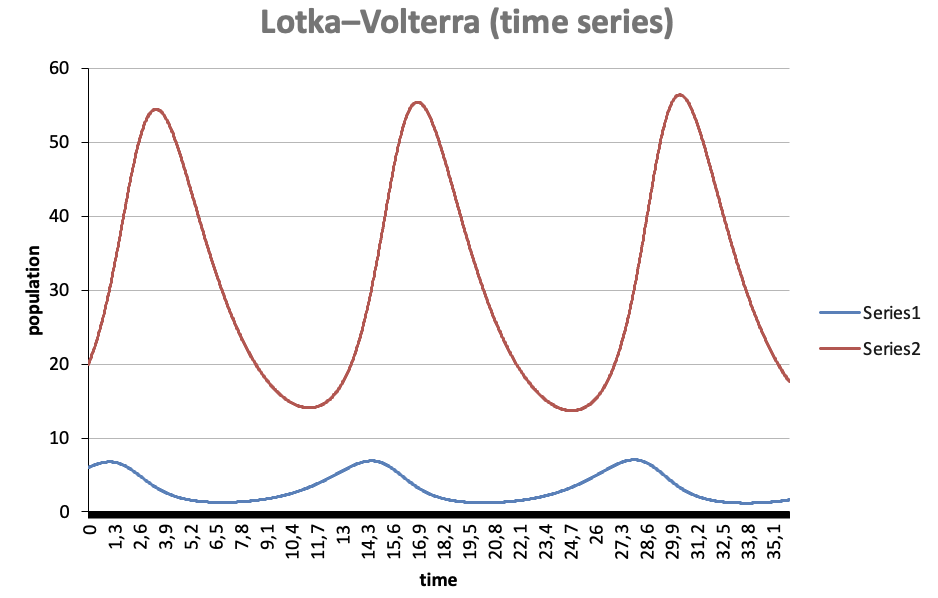 Lotka–Volterra (time series)
60
50
40
30
20
10
0
population
0 1,3 2,6 3,9 5,2 6,5 7,8 9,1 10,4 11,7 13 14,3 15,6 16,9 18,2 19,5 20,8 22,1 23,4 24,7 26 27,3 28,6 29,9 31,2 32,5 33,8 35,1
time
Series1
Series2